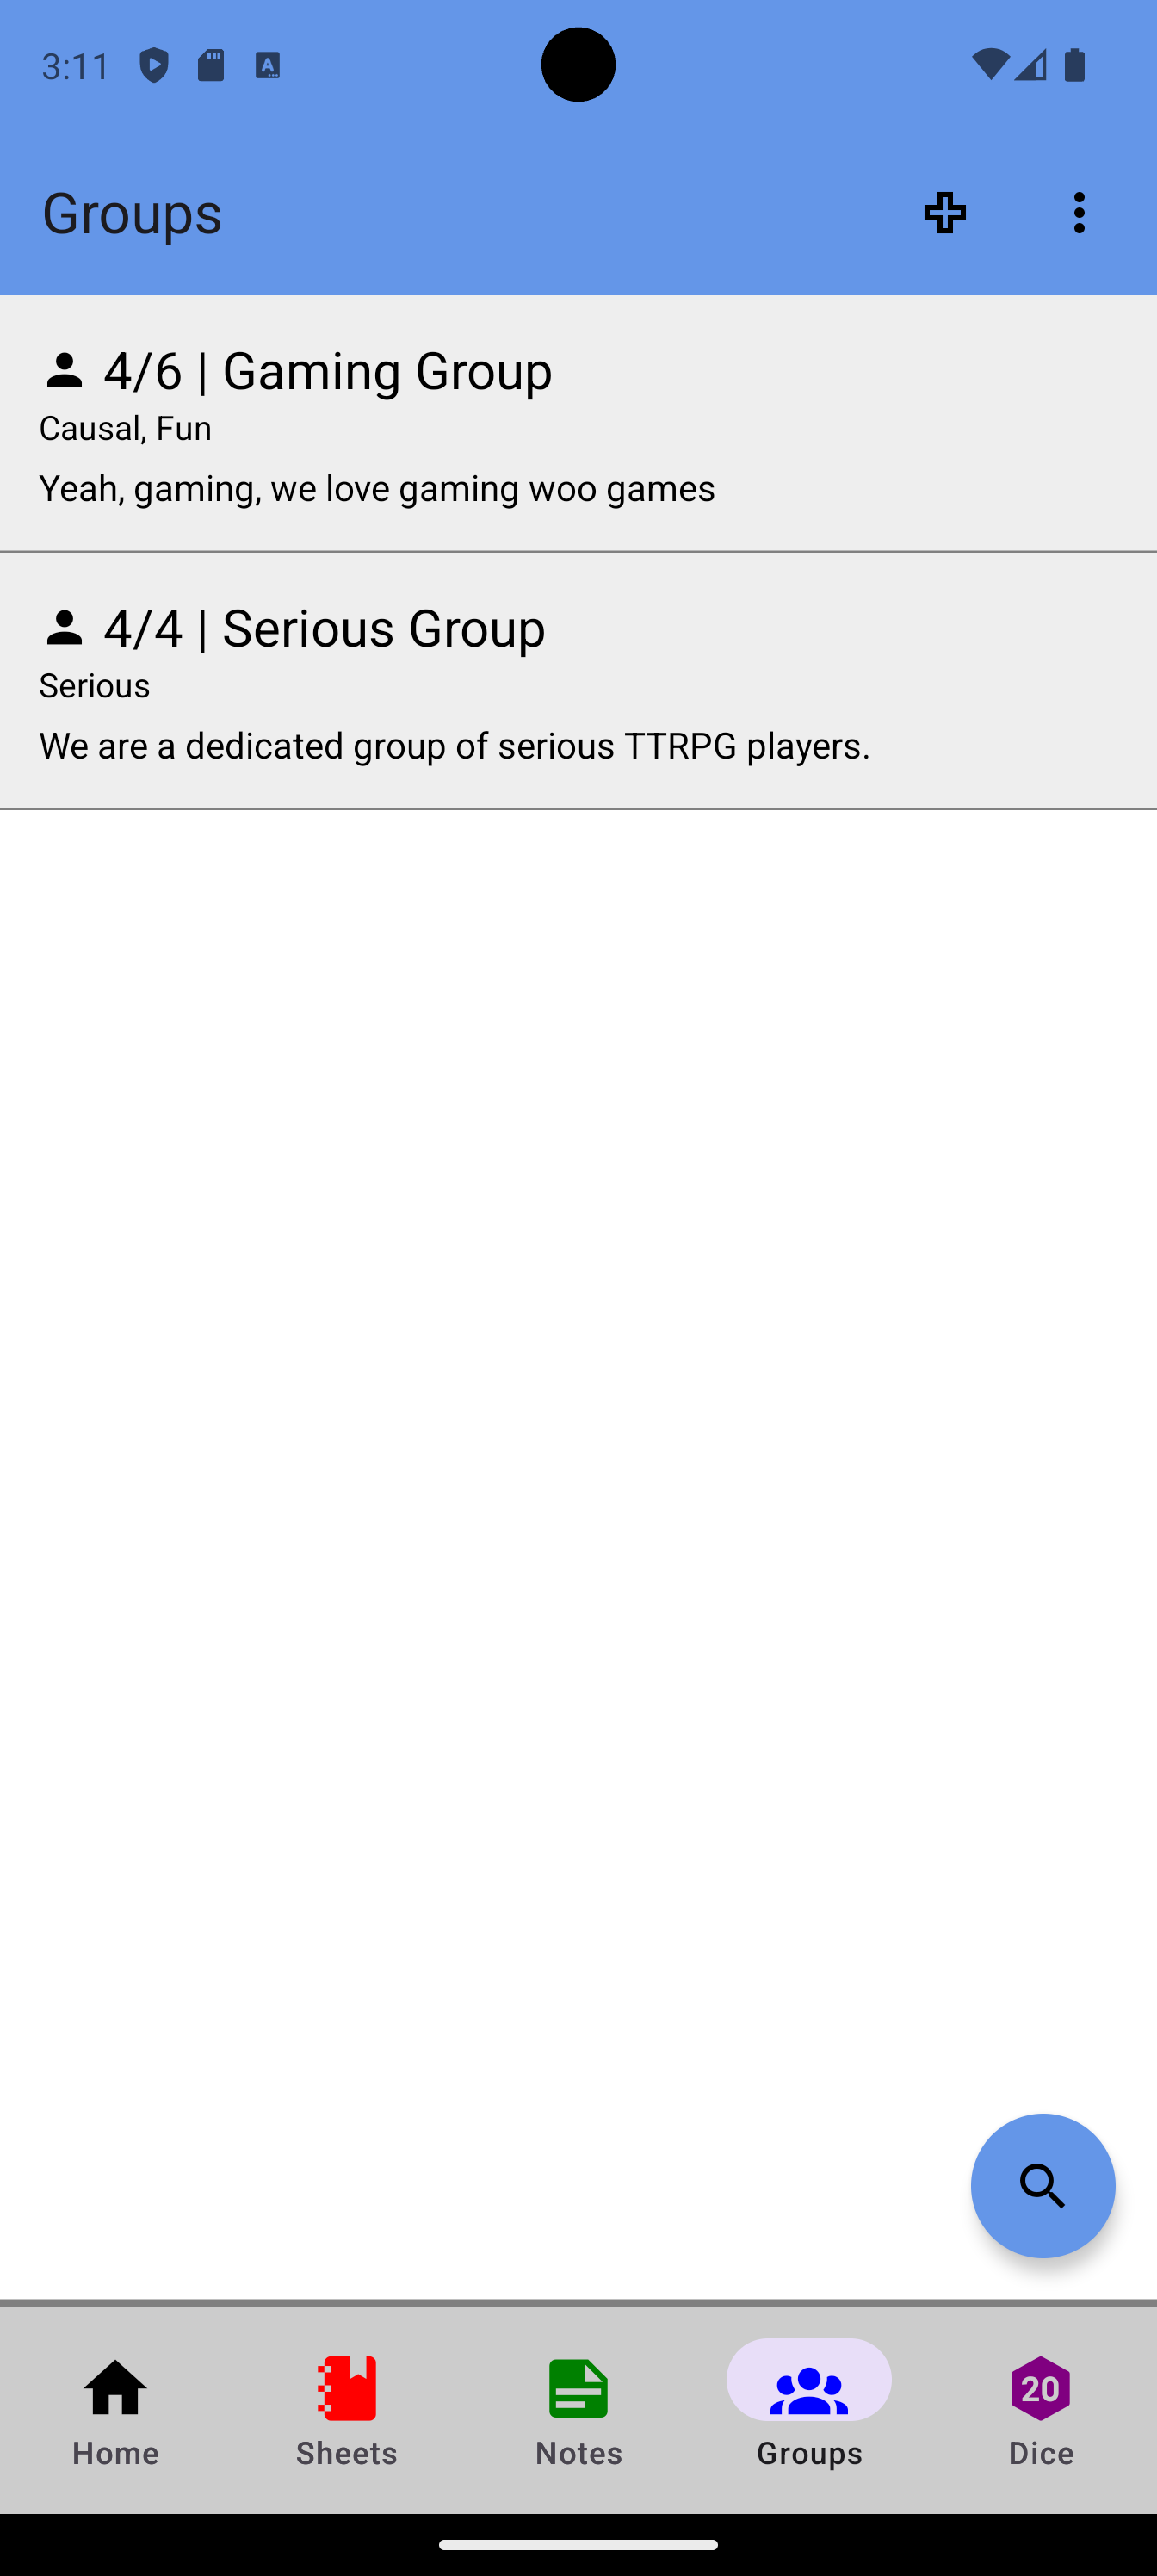 3:11
Groups
4/6 | Gaming Group
Causal, Fun
Yeah, gaming, we love gaming woo games
4/4 | Serious Group
Serious
We are a dedicated group of serious TTRPG players.
20
Home
Sheets
Notes
Groups
Dice